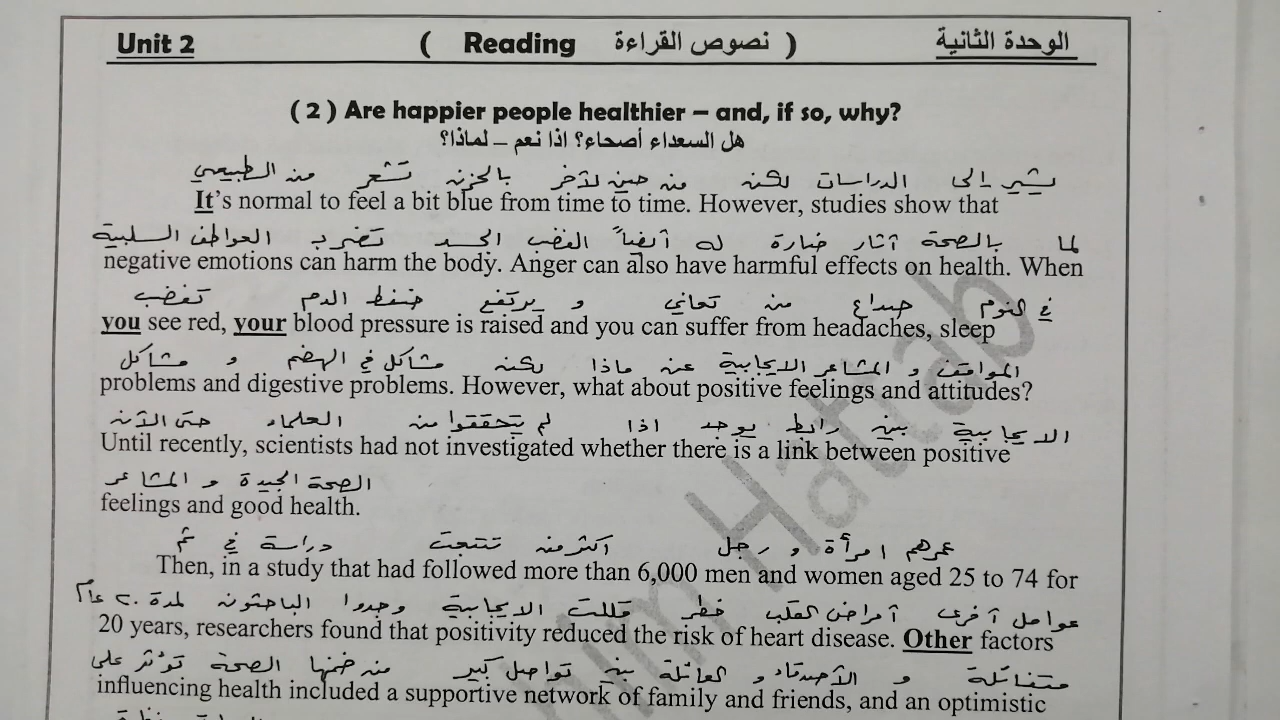 Unit 2 ( Reading نصوص القراءة ) الوحدة الثانية
( 2 ) Are happier people healthier – and, if so, why?
هل السعداء أصحاء؟ اذا نعم – لماذا؟
يشير إلى الدراسات لكن من حين لآخر بالحزن تشعر من الطبيعي
It's normal to feel a bit blue from time to time. However, studies show that
لما بالصحة آثار ضارة له أيضاً الغضب الجسد تضرب العواطف السلبية
negative emotions can harm the body. Anger can also have harmful effects on health. When
في النوم صداع من تعاني و يرتفع ضغط الدم تغضب
you see red, your blood pressure is raised and you can suffer from headaches, sleep
المواقف و المشاعر الايجابية عن ماذا لكن مشاكل في الهضم و مشاكل
problems and digestive problems. However, what about positive feelings and attitudes?
الايجابية بين رابط يوجد اذا لم يتحققوا من العلماء حتى الآن
Until recently, scientists had not investigated whether there is a link between positive
الصحة الجيدة و المشاعر
feelings and good health.
عمرهم امرأة و رجل أكثر من دراسة في ثم
Then, in a study that had followed more than 6,000 men and women aged 25 to 74 for
عوامل أخرى أمراض القلب خطر قللت الايجابية وجدوا الباحثون لمدة ٢٠ عام
20 years, researchers found that positivity reduced the risk of heart disease. Other factors
متفائلة و الأصدقاء و العائلة بين تواصل كبير من ضمنها الصحة تؤثر على
influencing health included a supportive network of family and friends, and an optimistic
Hattab